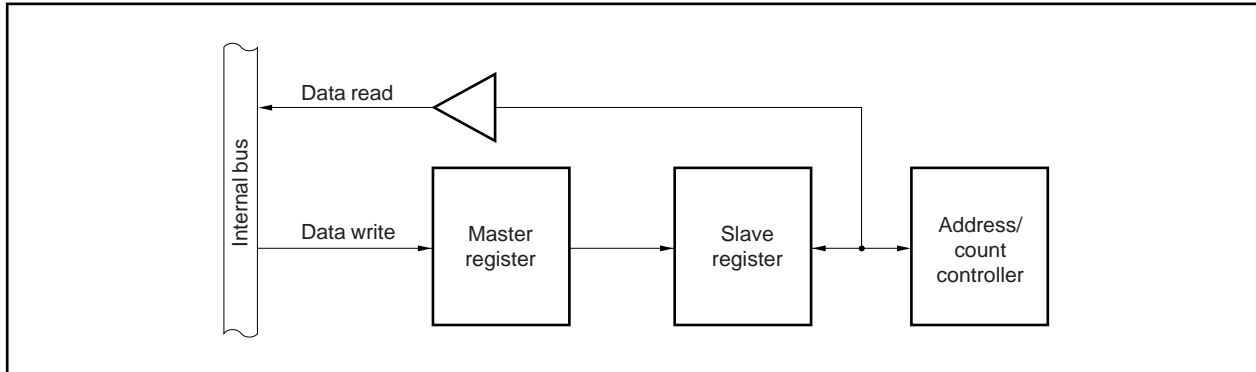 Internal bus
Data read
Data write
Master
register
Slave
register
Address/
count
controller